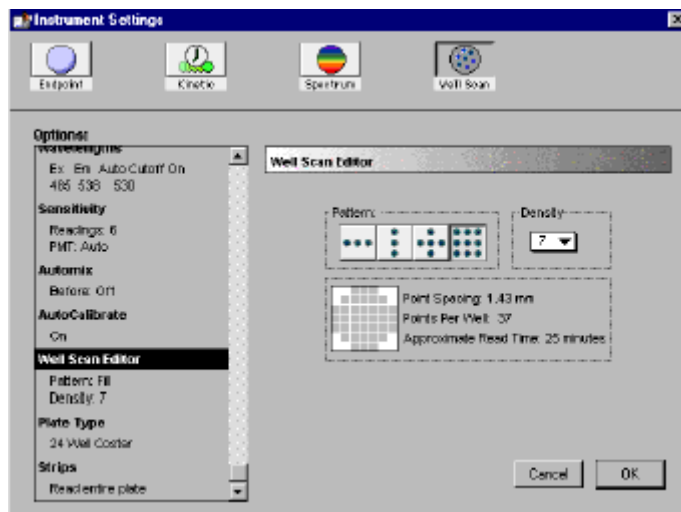 Instrument Settings
Endpoint
Kinetic
Spectrum
Well Scan
Options:
Wavelengths
Ex Em Auto Cutoff On
485 538 530
Sensitivity
Readings: 6
PMT: Auto
Automix
Before: Off
AutoCalibrate
On
Well Scan Editor
Pattern: Fill
Density: 7
Plate Type
24 Well Costar
Strips
Read entire plate
Well Scan Editor
Pattern:
Density
7
Point Spacing: 1.43 mm
Points Per Well: 37
Approximate Read Time: 25 minutes
Cancel
OK